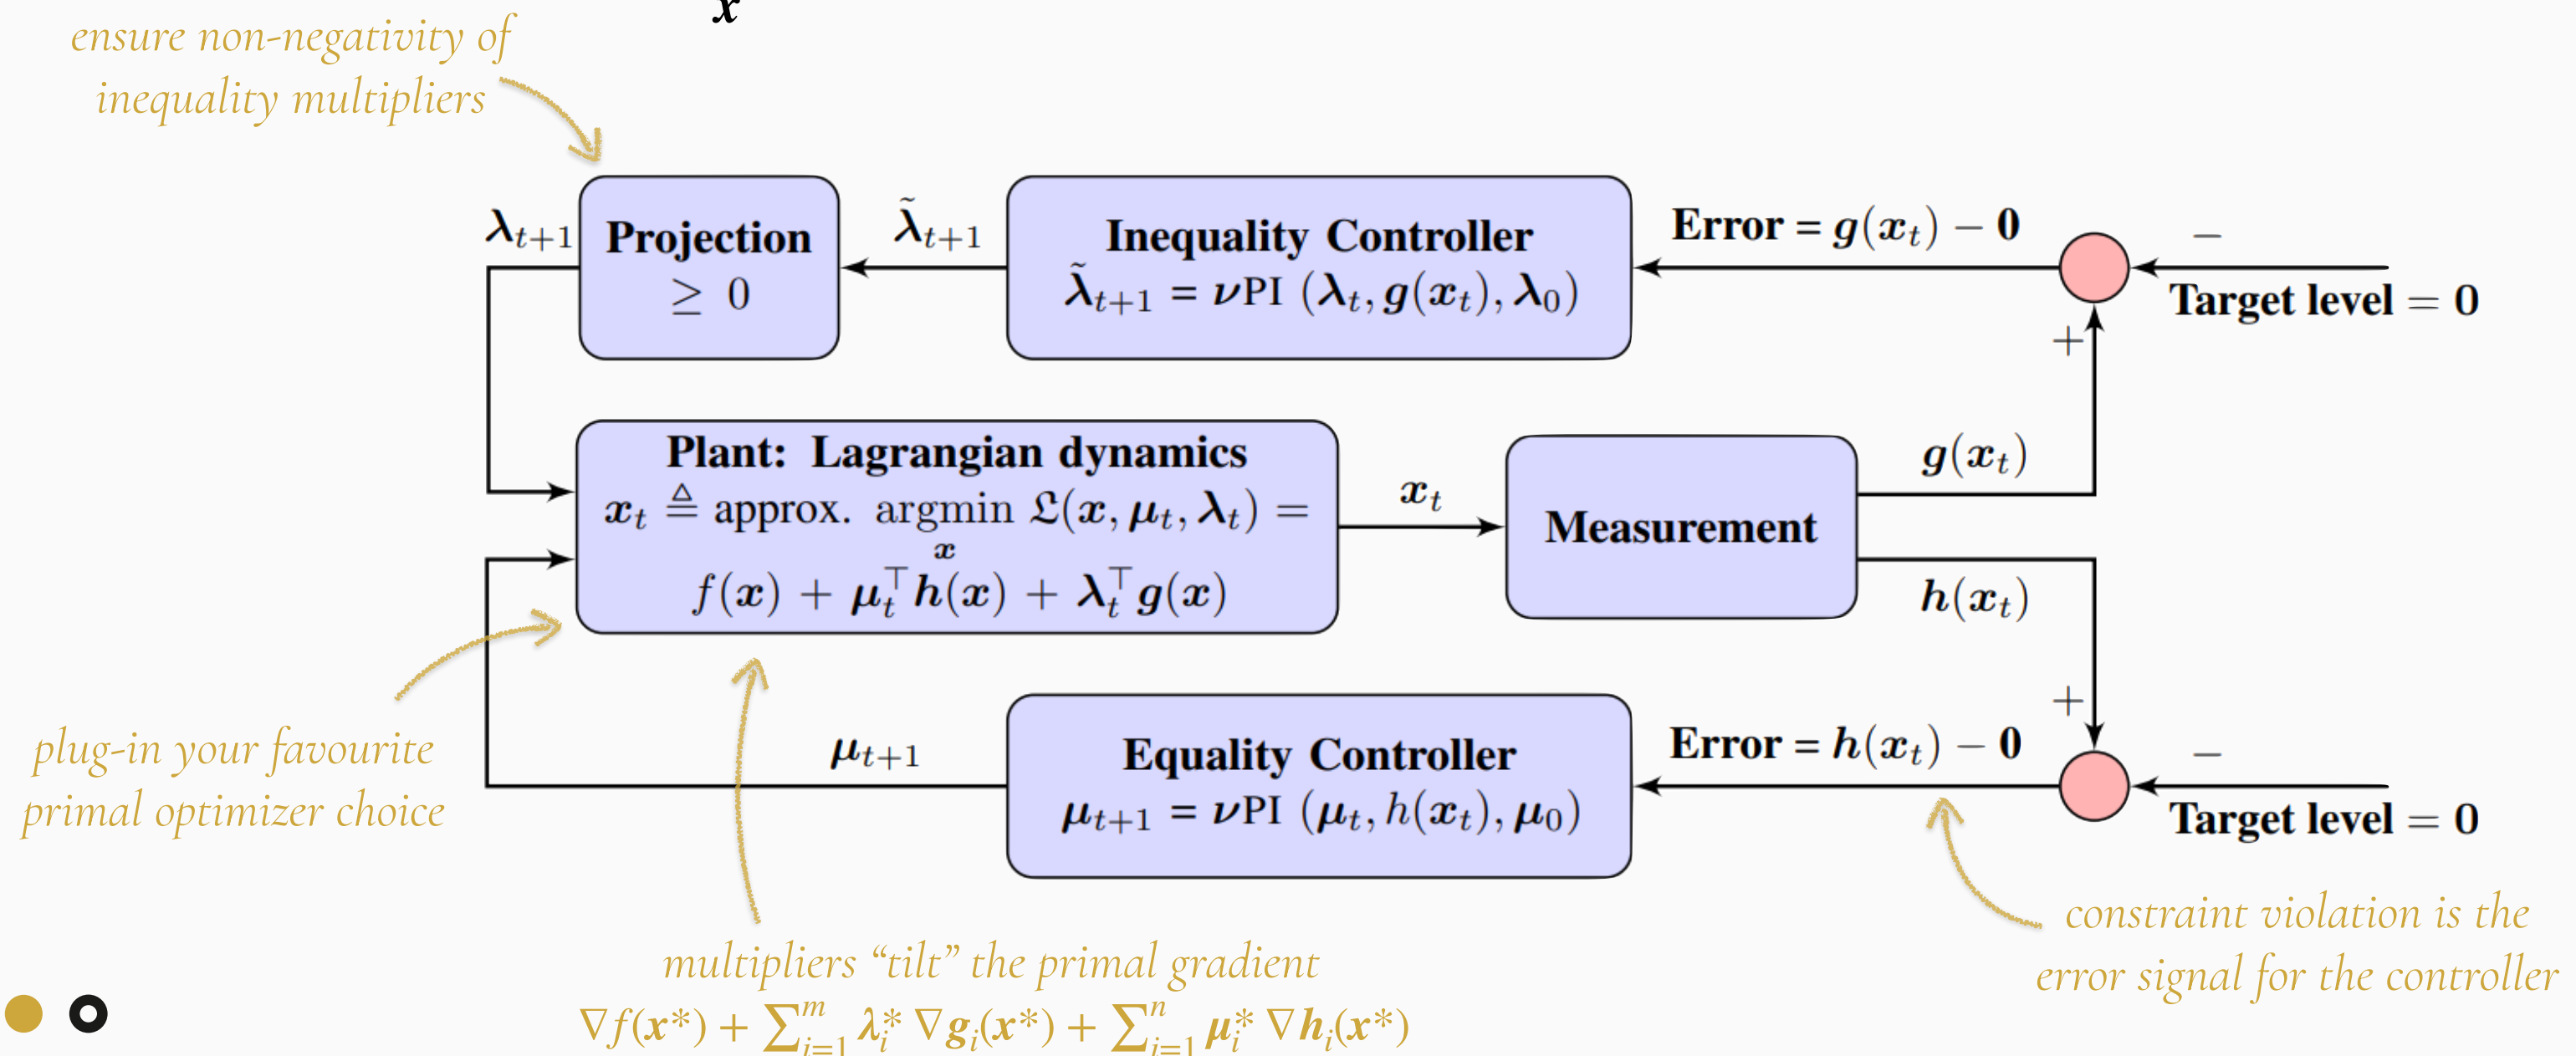 x
ensure non-negativity of
inequality multipliers
λ_{t+1}
Projection
≥ 0
λ̃_{t+1}
Inequality Controller
λ̃_{t+1} = νPI (λ_t, g(x_t), λ_0)
Error = g(x_t) − 0
−
Target level = 0
+
Plant: Lagrangian dynamics
x_t ≜ approx. argmin 𝔏(x, μ_t, λ_t) =
x
f(x) + μ_t^⊤ h(x) + λ_t^⊤ g(x)
x_t
Measurement
g(x_t)
h(x_t)
+
plug-in your favourite
primal optimizer choice
μ_{t+1}
Equality Controller
μ_{t+1} = νPI (μ_t, h(x_t), μ_0)
Error = h(x_t) − 0
−
Target level = 0
multipliers “tilt” the primal gradient
∇f(x*) + ∑_{i=1}^m λ_i* ∇g_i(x*) + ∑_{i=1}^n μ_i* ∇h_i(x*)
constraint violation is the
error signal for the controller